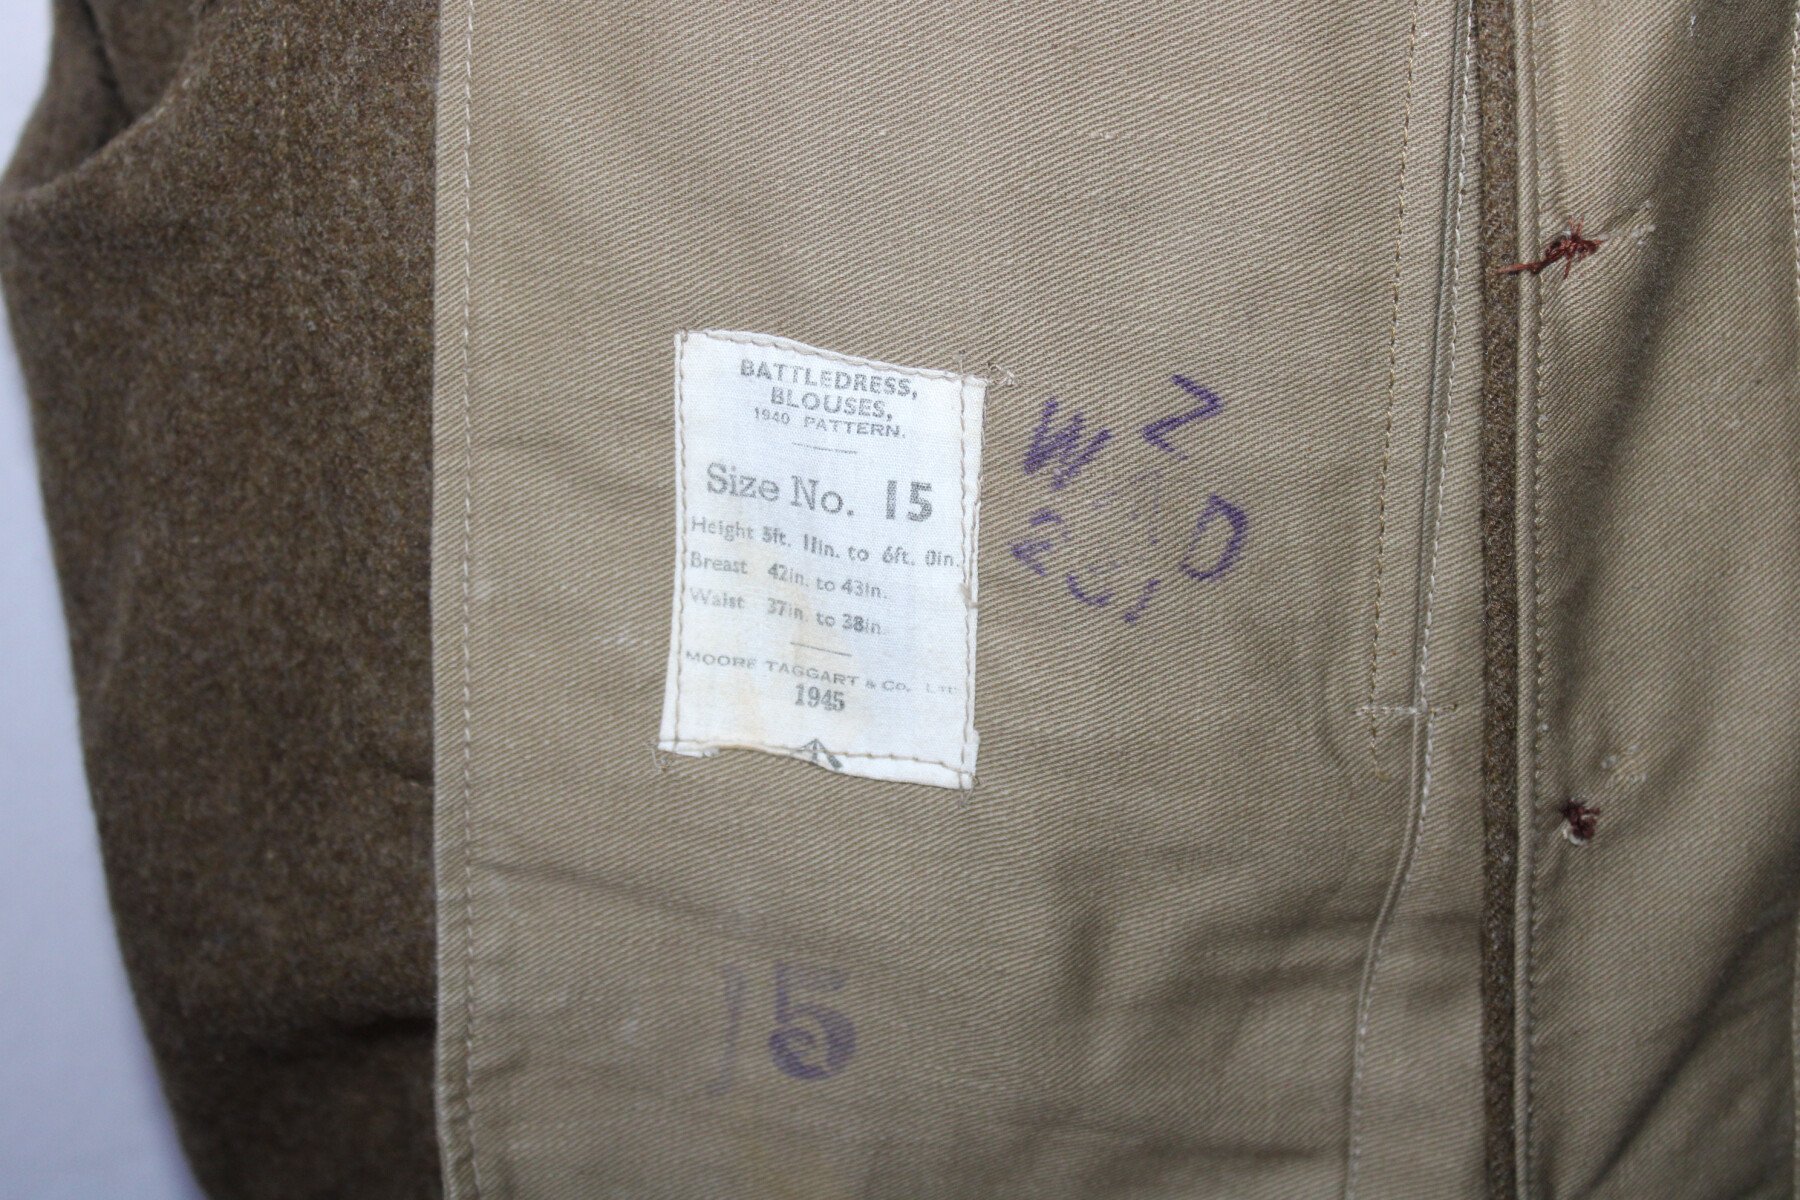 BATTLEDRESS,
BLOUSES,
1940 PATTERN.
Size No. 15
Height 5ft. 11in. to 6ft. 0in.
Breast 42in. to 43in.
Waist 37in. to 38in.
MOORE TAGGART & Co. LTD
1945
Z
W D
15